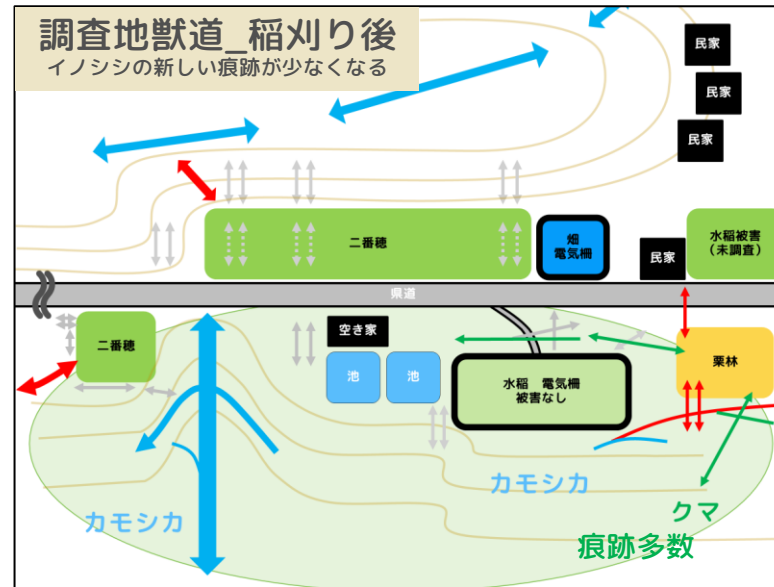 調査地獣道_稲刈り後
イノシシの新しい痕跡が少なくなる
民家
民家
民家
二番穂
畑
電気柵
民家
水稲被害
（未調査）
県道
二番穂
空き家
池
池
水稲　電気柵
被害なし
栗林
カモシカ
カモシカ
クマ
痕跡多数